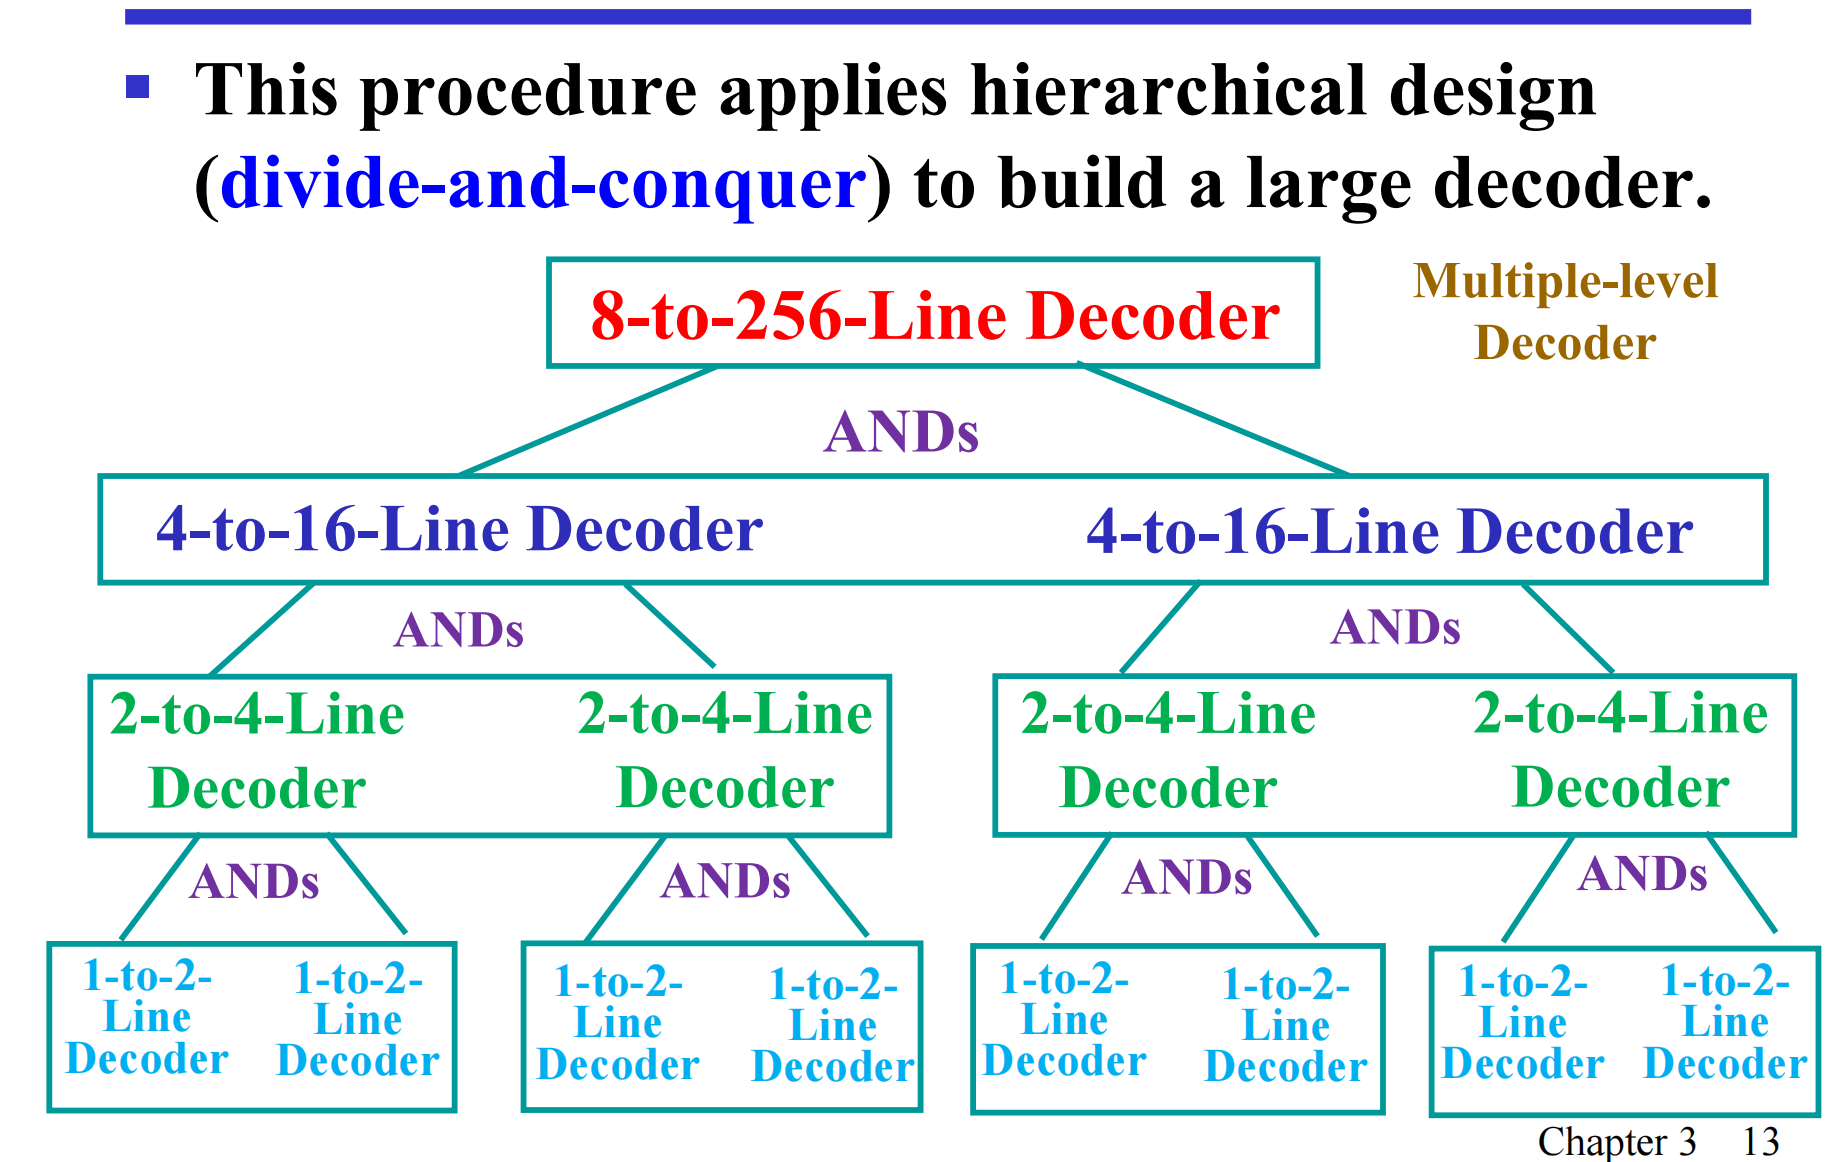 This procedure applies hierarchical design
(divide-and-conquer) to build a large decoder.
Multiple-level
Decoder
8-to-256-Line Decoder
ANDs
4-to-16-Line Decoder
4-to-16-Line Decoder
ANDs
ANDs
2-to-4-Line
Decoder
2-to-4-Line
Decoder
2-to-4-Line
Decoder
2-to-4-Line
Decoder
ANDs
ANDs
ANDs
ANDs
1-to-2-
Line
Decoder
1-to-2-
Line
Decoder
1-to-2-
Line
Decoder
1-to-2-
Line
Decoder
1-to-2-
Line
Decoder
1-to-2-
Line
Decoder
1-to-2-
Line
Decoder
1-to-2-
Line
Decoder
Chapter 3 13